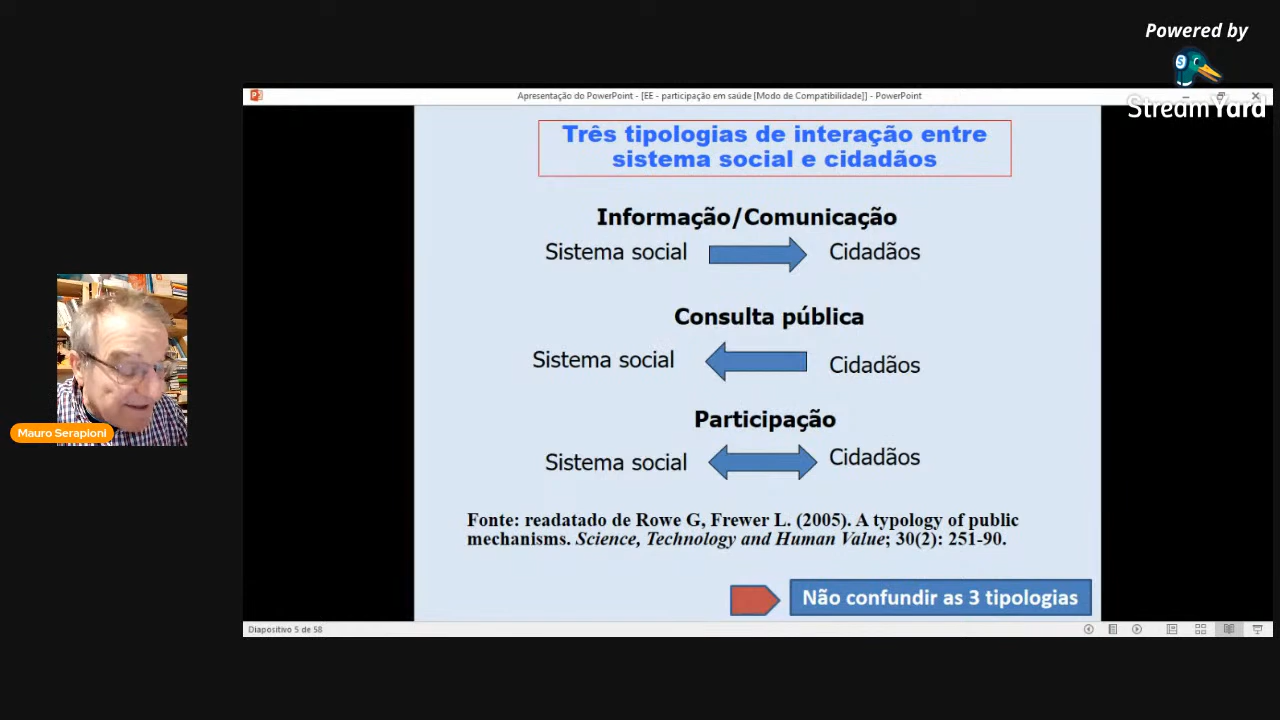 Powered by
StreamYard
Apresentação do PowerPoint - [EE - participação em saúde [Modo de Compatibilidade]] - PowerPoint
Três tipologias de interação entre
sistema social e cidadãos
Informação/Comunicação
Sistema social Cidadãos
Consulta pública
Sistema social Cidadãos
Participação
Sistema social Cidadãos
Fonte: readatado de Rowe G, Frewer L. (2005). A typology of public
mechanisms. Science, Technology and Human Value; 30(2): 251-90.
Não confundir as 3 tipologias
Diapositivo 5 de 58
Mauro Serapioni